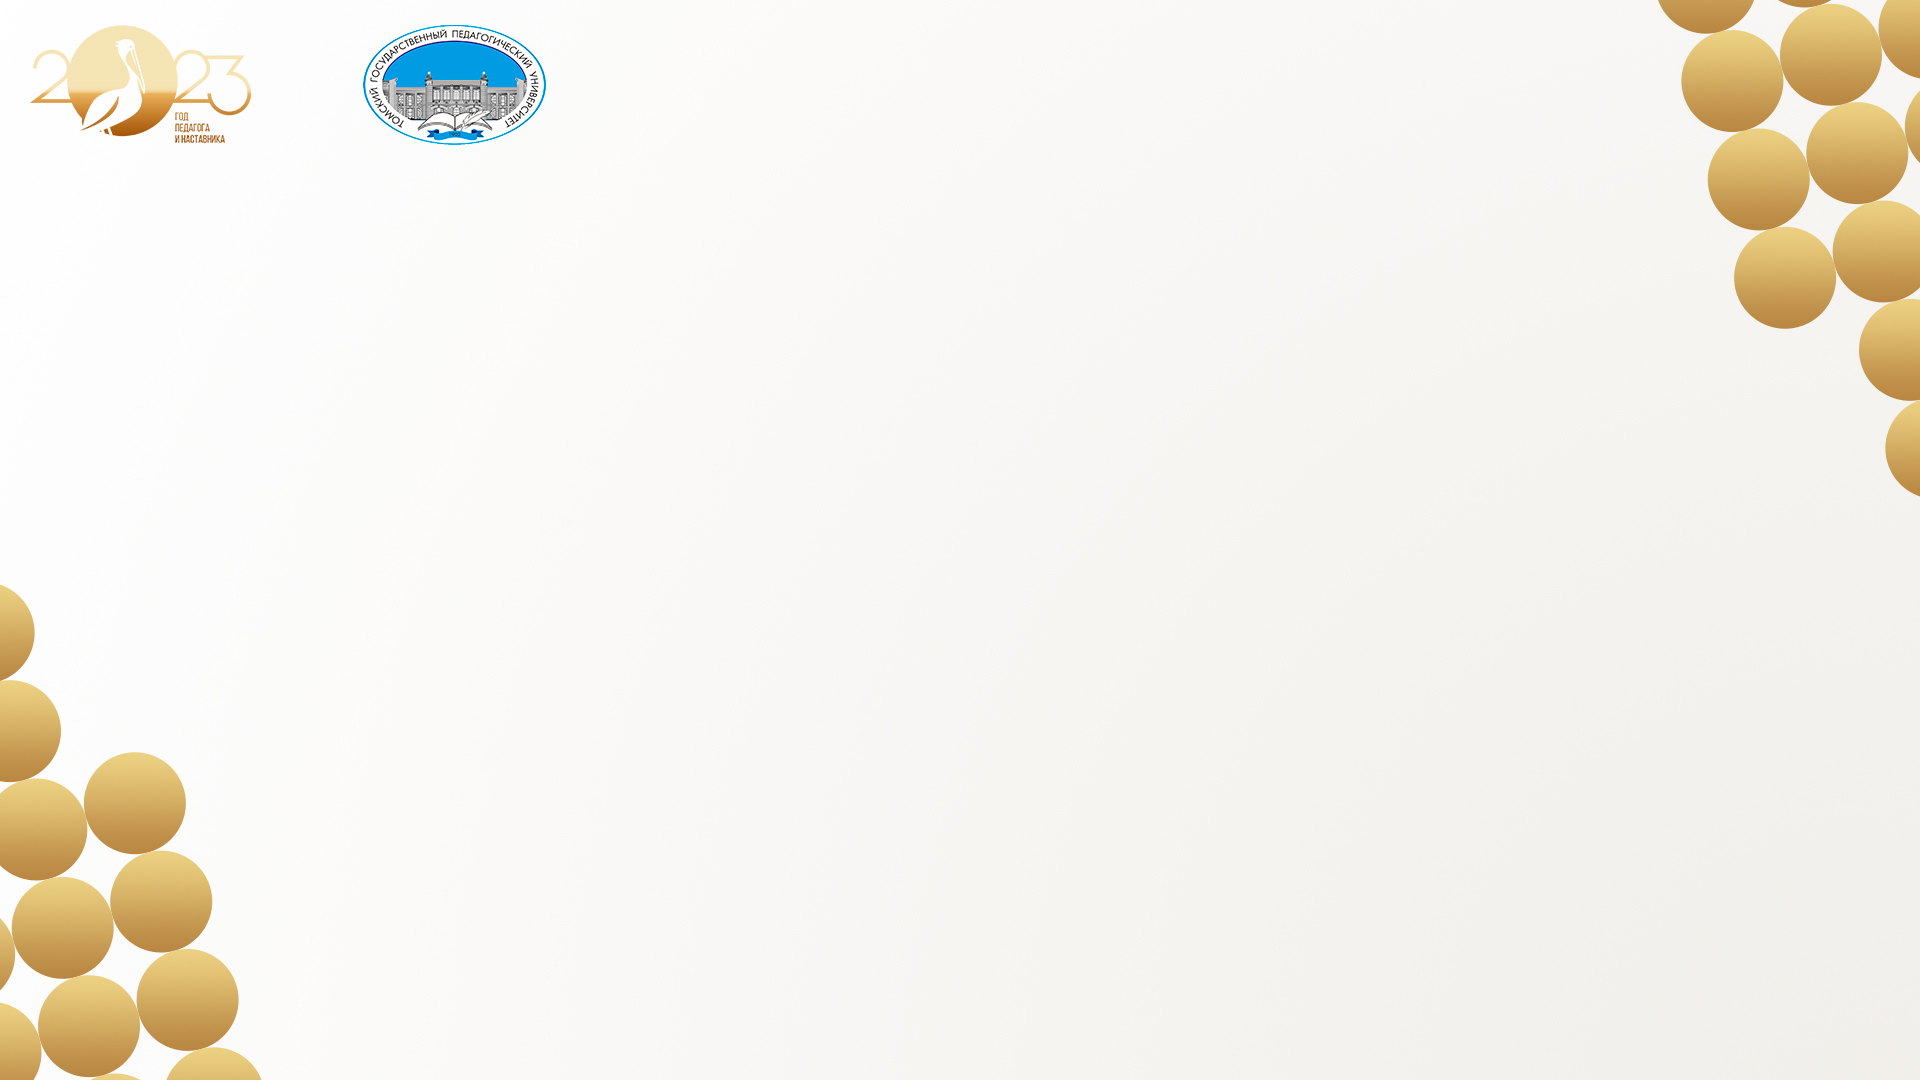 2023
ГОД
ПЕДАГОГА
И НАСТАВНИКА
ТОМСКИЙ ГОСУДАРСТВЕННЫЙ ПЕДАГОГИЧЕСКИЙ УНИВЕРСИТЕТ